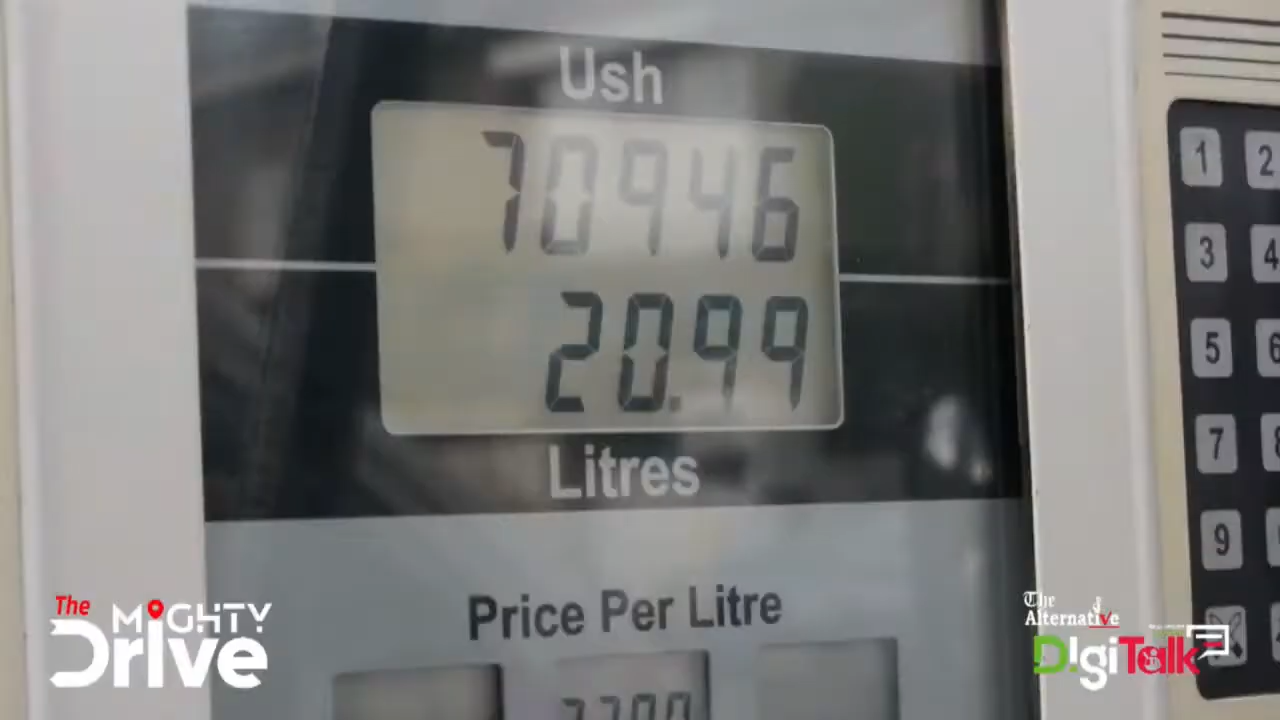 Ush
70946
20.99
Litres
Price Per Litre
1 2
3 4
5 6
7 8
9
The
MIGHTY
Drive
The
Alternative
D!giTalk